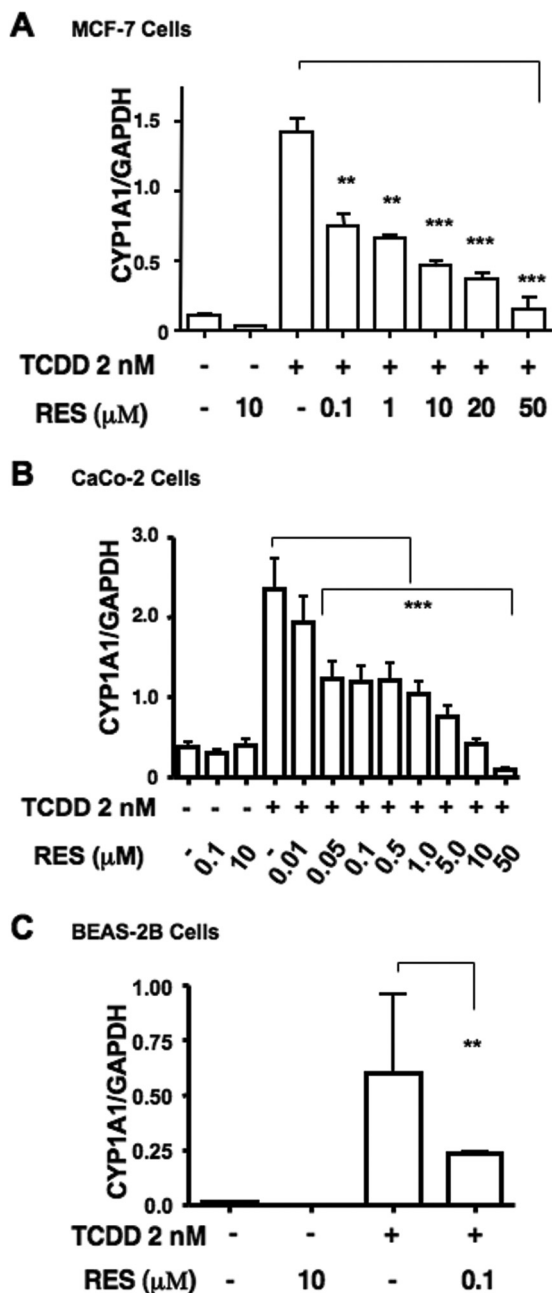 A MCF-7 Cells
CYP1A1/GAPDH
1.5
1.0
0.5
0
** ** *** *** ***
TCDD 2 nM - - + + + + + +
RES (μM) - 10 - 0.1 1 10 20 50
B CaCo-2 Cells
CYP1A1/GAPDH
3.0
2.0
1.0
0
***
TCDD 2 nM - - - + + + + + + + + +
RES (μM) - 0.1 10 - 0.01 0.05 0.1 0.5 1.0 5.0 10 50
C BEAS-2B Cells
CYP1A1/GAPDH
1.00
0.75
0.50
0.25
0.0
**
TCDD 2 nM - - + +
RES (μM) - 10 - 0.1